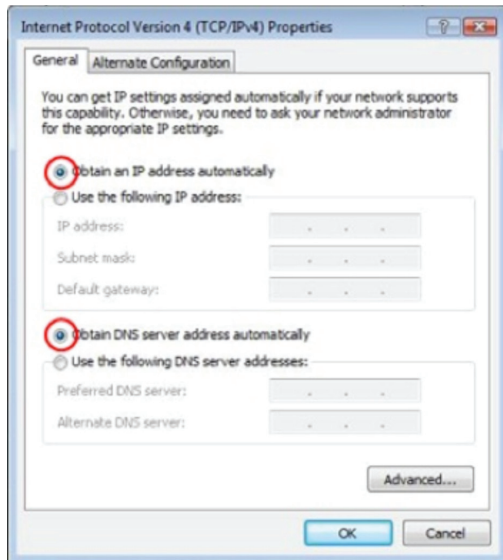 Internet Protocol Version 4 (TCP/IPv4) Properties
General
Alternate Configuration
You can get IP settings assigned automatically if your network supports
this capability. Otherwise, you need to ask your network administrator
for the appropriate IP settings.
Obtain an IP address automatically
Use the following IP address:
IP address:
Subnet mask:
Default gateway:
Obtain DNS server address automatically
Use the following DNS server addresses:
Preferred DNS server:
Alternate DNS server:
Advanced...
OK
Cancel